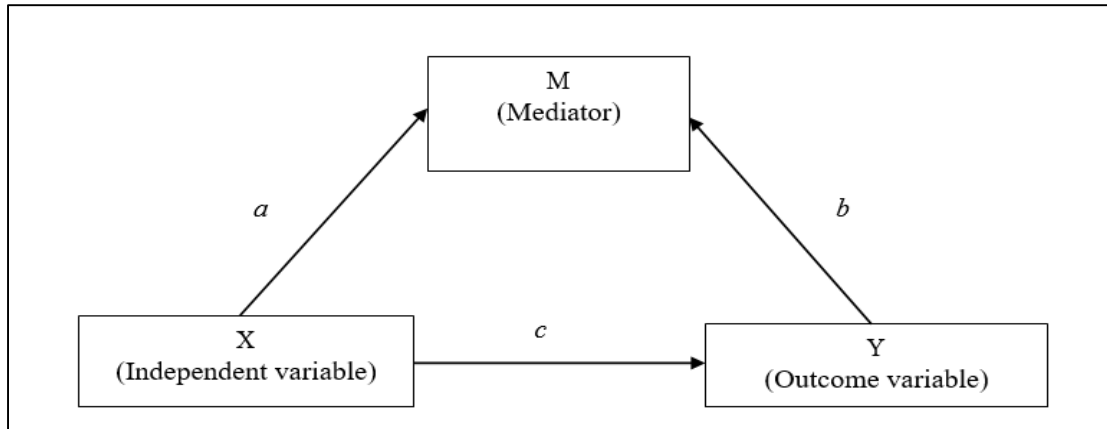 M
(Mediator)
a
b
X
(Independent variable)
c
Y
(Outcome variable)